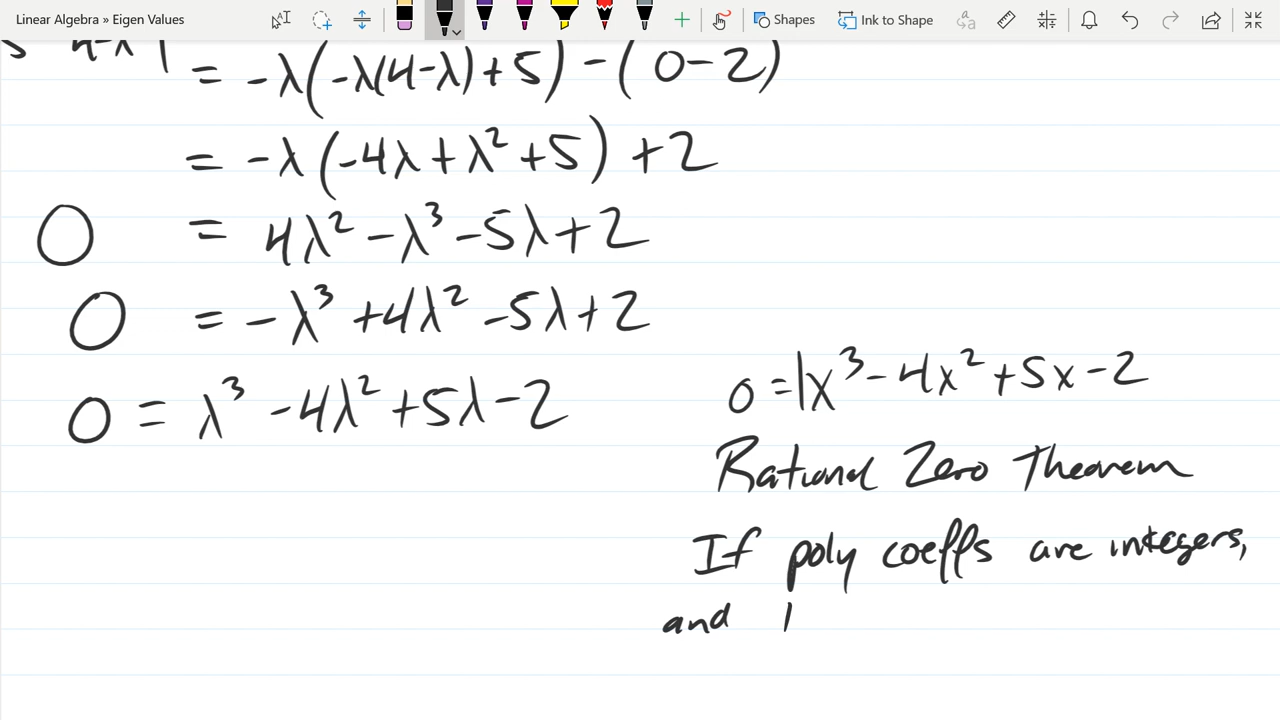 Linear Algebra » Eigen Values
Shapes
Ink to Shape
4-λ |
= -λ(-λ(4-λ)+5) - (0-2)
= -λ(-4λ+λ²+5) +2
0 = 4λ² - λ³ - 5λ + 2
0 = -λ³ + 4λ² - 5λ + 2
0 = λ³ - 4λ² + 5λ - 2
0 = 1x³ - 4x² + 5x - 2
Rational Zero Theorem
If poly coeffs are integers,
and